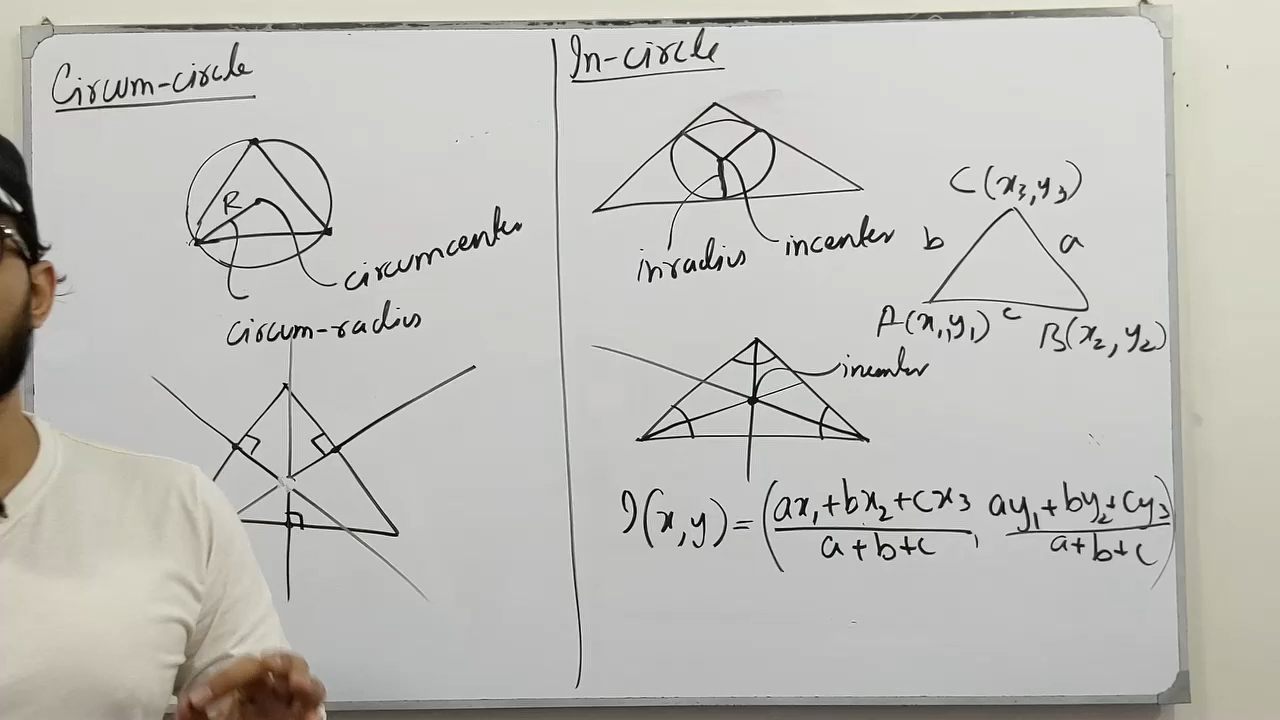 Circum-circle
R
circumcenter
circum-radius
In-circle
inradius
incenter
C(x₃,y₃)
b
a
A(x₁,y₁)
c
B(x₂,y₂)
incenter
I(x,y)=(ax₁+bx₂+cx₃/a+b+c, ay₁+by₂+cy₃/a+b+c)